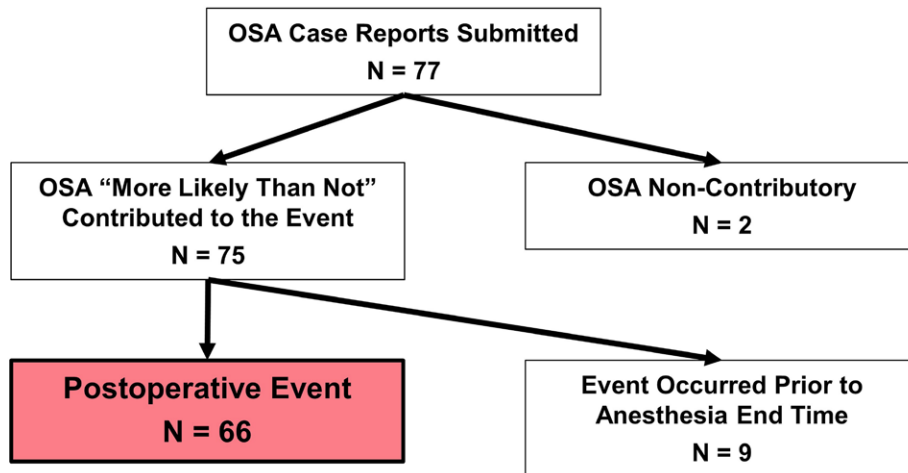 OSA Case Reports Submitted
N = 77
OSA “More Likely Than Not”
Contributed to the Event
N = 75
OSA Non-Contributory
N = 2
Postoperative Event
N = 66
Event Occurred Prior to
Anesthesia End Time
N = 9